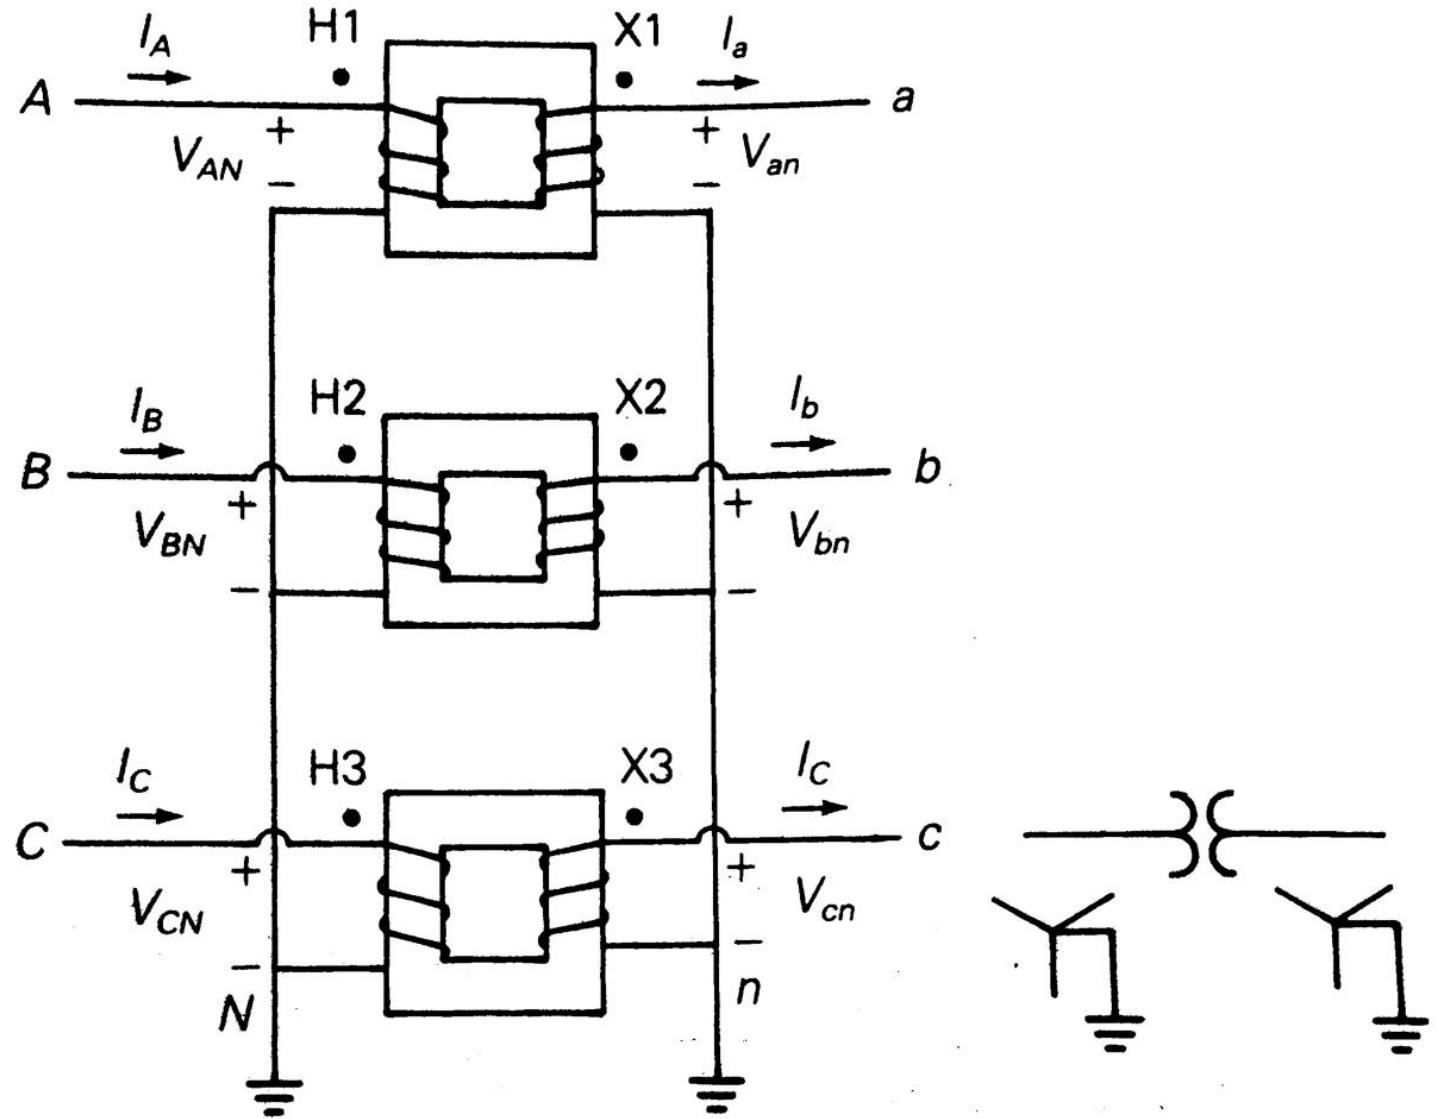 I_A H1 X1 I_a
A a
+ +
V_AN V_an
− −
I_B H2 X2 I_b
B b
+ +
V_BN V_bn
− −
I_C H3 X3 I_C
C c
+ +
V_CN V_cn
− −
N n